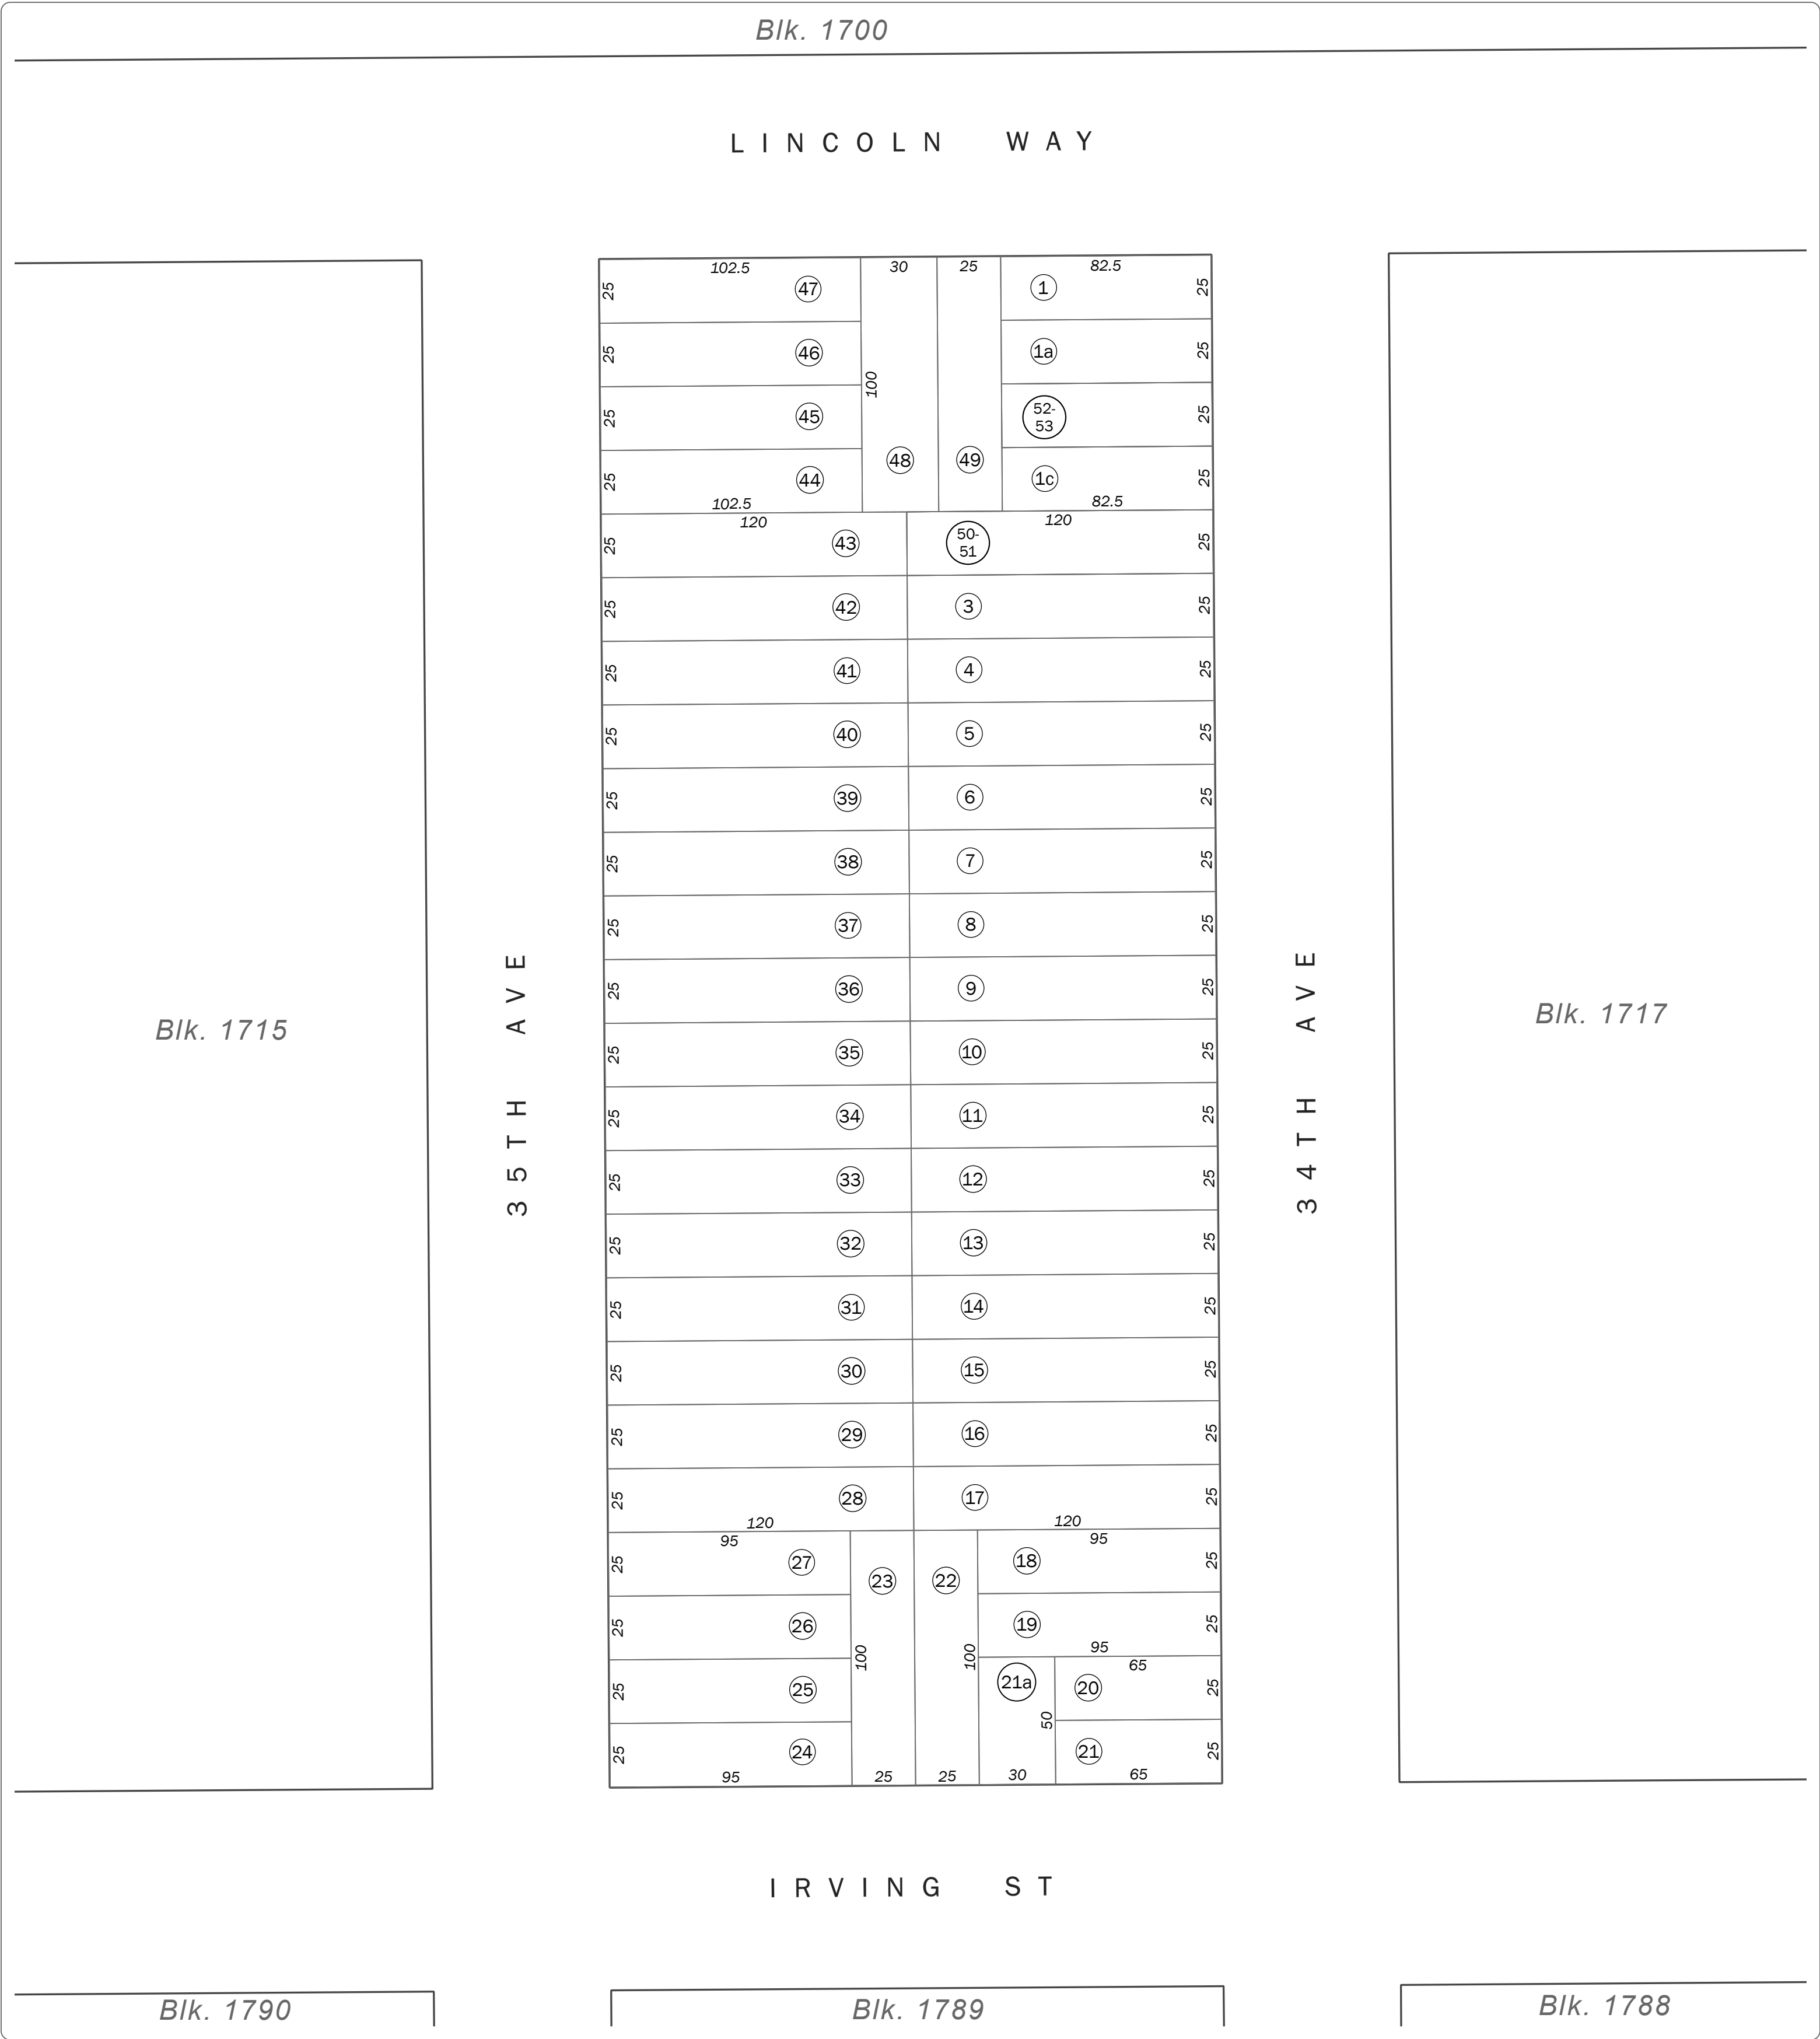 Blk. 1700
LINCOLN WAY
102.5 30 25 82.5
25 47 1 25
25 46 1a 25
100
25 45 52-
53 25
48 49
25 44 1c 25
102.5 82.5
120 120
25 43 50-
51 25
25 42 3 25
25 41 4 25
25 40 5 25
25 39 6 25
25 38 7 25
25 37 8 25
25 36 9 25
25 35 10 25
25 34 11 25
25 33 12 25
25 32 13 25
25 31 14 25
25 30 15 25
25 29 16 25
25 28 17 25
120 120
95 95
25 27 18 25
23 22
25 26 19 25
100 100 95
65
25 25 21a 20 25
50
25 24 21 25
95 25 25 30 65
35TH AVE
34TH AVE
Blk. 1715
Blk. 1717
IRVING ST
Blk. 1790
Blk. 1789
Blk. 1788